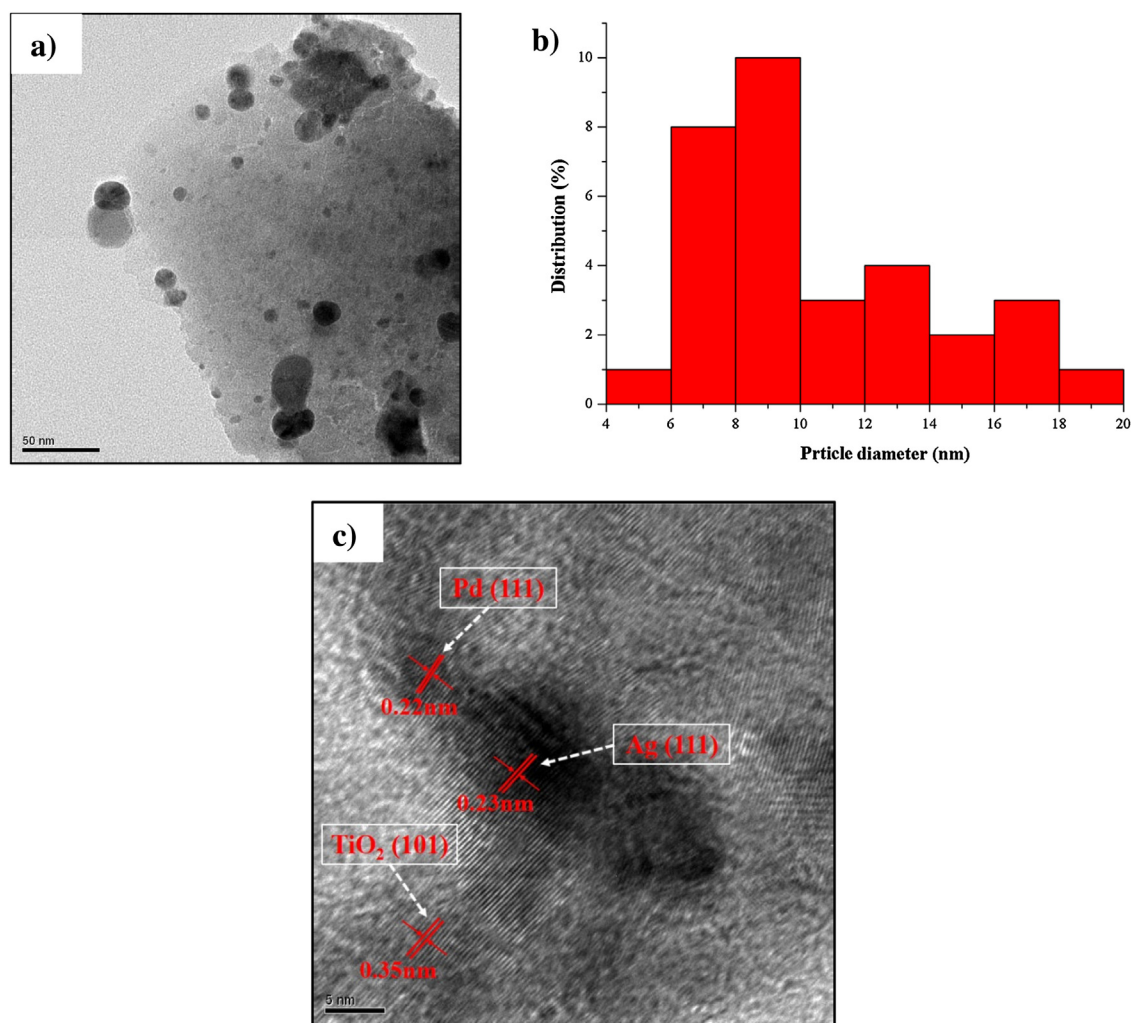 a)
50 nm
b)
Distribution (%)
10
8
6
4
2
0
4 6 8 10 12 14 16 18 20
Prticle diameter (nm)
c)
Pd (111)
0.22nm
Ag (111)
0.23nm
TiO₂ (101)
0.35nm
5 nm